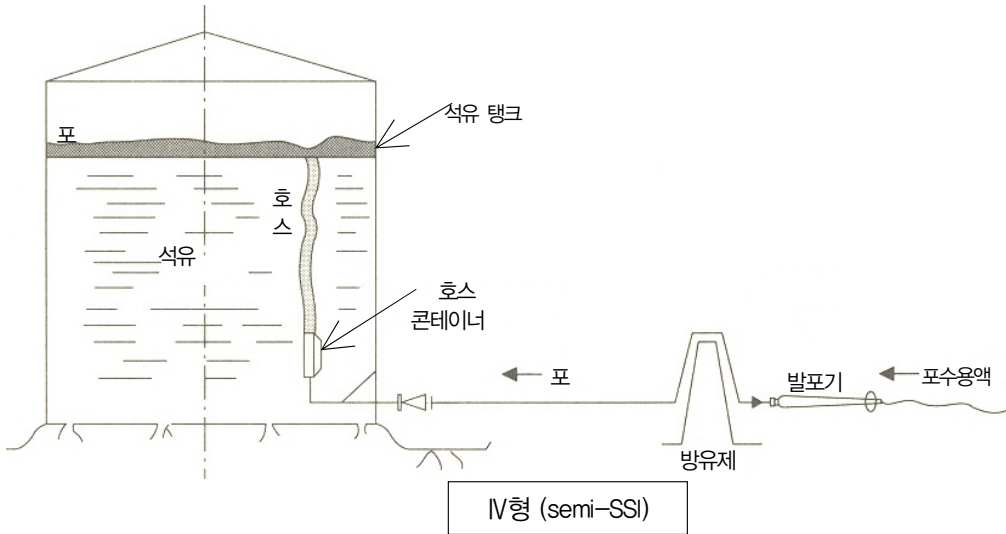 석유 탱크
포
호
스
석유
호스
콘테이너
포
발포기
포수용액
방유제
Ⅳ형 (semi-SSI)